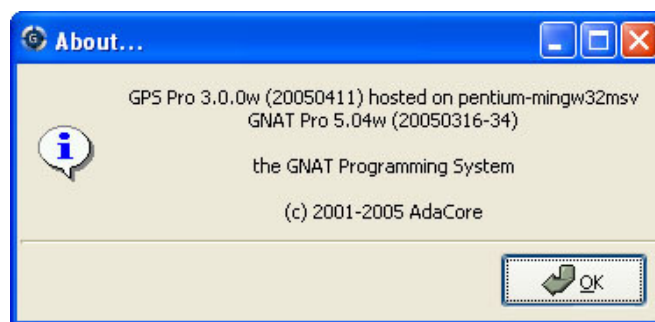 About...
GPS Pro 3.0.0w (20050411) hosted on pentium-mingw32msv
GNAT Pro 5.04w (20050316-34)
the GNAT Programming System
(c) 2001-2005 AdaCore
OK